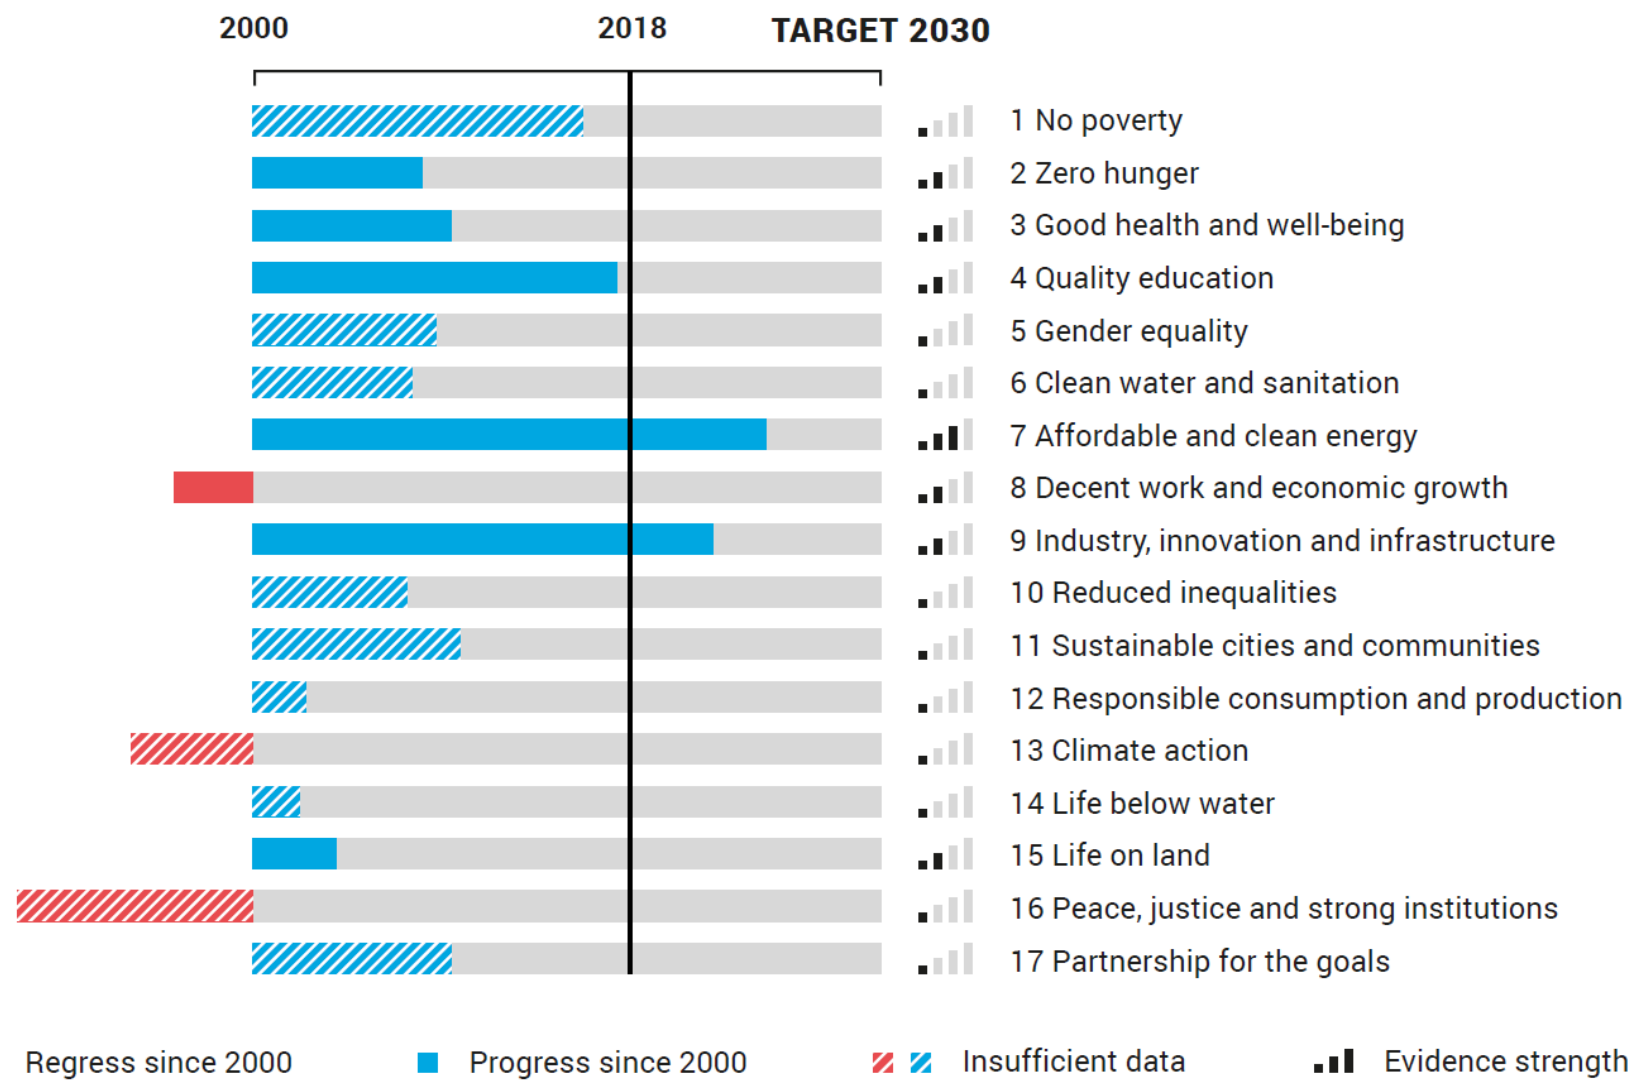 2000 2018 TARGET 2030
1 No poverty
2 Zero hunger
3 Good health and well-being
4 Quality education
5 Gender equality
6 Clean water and sanitation
7 Affordable and clean energy
8 Decent work and economic growth
9 Industry, innovation and infrastructure
10 Reduced inequalities
11 Sustainable cities and communities
12 Responsible consumption and production
13 Climate action
14 Life below water
15 Life on land
16 Peace, justice and strong institutions
17 Partnership for the goals
Regress since 2000 Progress since 2000 Insufficient data Evidence strength